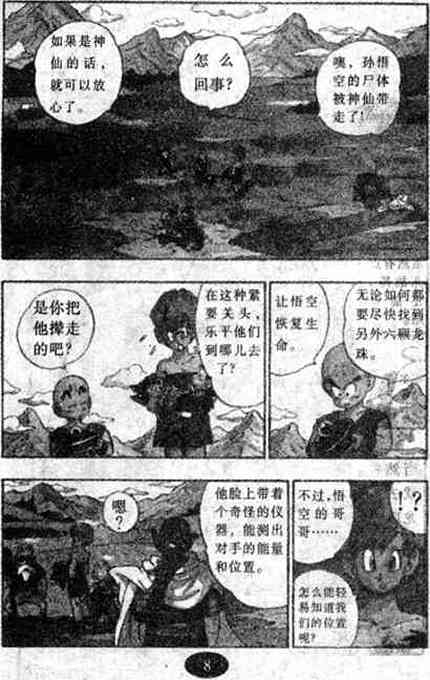 噢，孙悟
空的尸体
被神仙带
走了！
怎么
回事？
如果是神
仙的话，
就可以放
心了。
无论如何都
要尽快找到
另外六颗龙
珠。
让悟空
恢复生
命。
在这种紧
要关头，
乐平他们
到哪儿去
了？
是你把
他撵走
的吧？
！？
不过，悟
空的哥
哥……
怎么能轻
易知道我
们的位置
呢？
他脸上带着
个奇怪的仪
器，能测出
对手的能量
和位置。
嗯？
8